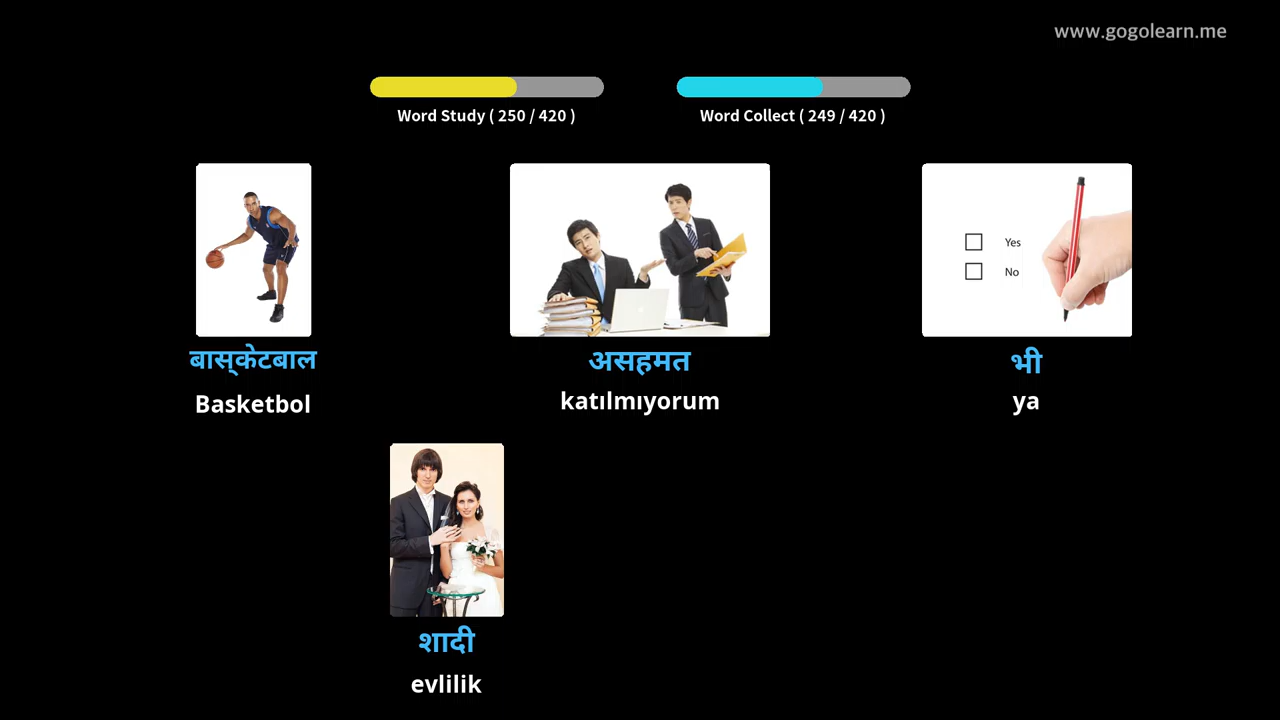 www.gogolearn.me
Word Study ( 250 / 420 )
Word Collect ( 249 / 420 )
Yes
No
बास्केटबाल
असहमत
भी
Basketbol
katılmıyorum
ya
शादी
evlilik